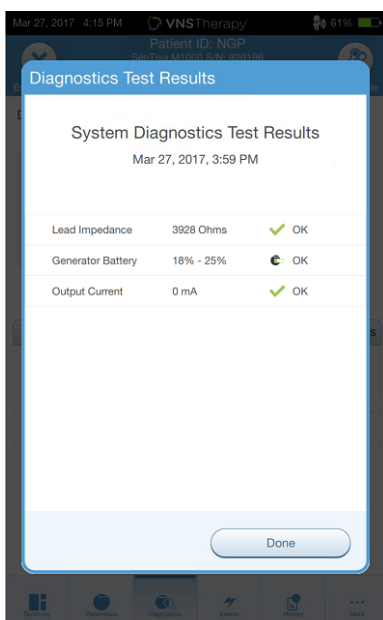 Mar 27, 2017 4:15 PM VNSTherapy 61%
Patient ID: NGP
SenTiva M1000 S/N: 920196
Diagnostics Test Results
System Diagnostics Test Results
Mar 27, 2017, 3:59 PM
Lead Impedance 3928 Ohms OK
Generator Battery 18% - 25% OK
Output Current 0 mA OK
Done
Summary Parameters Diagnostics Events History More